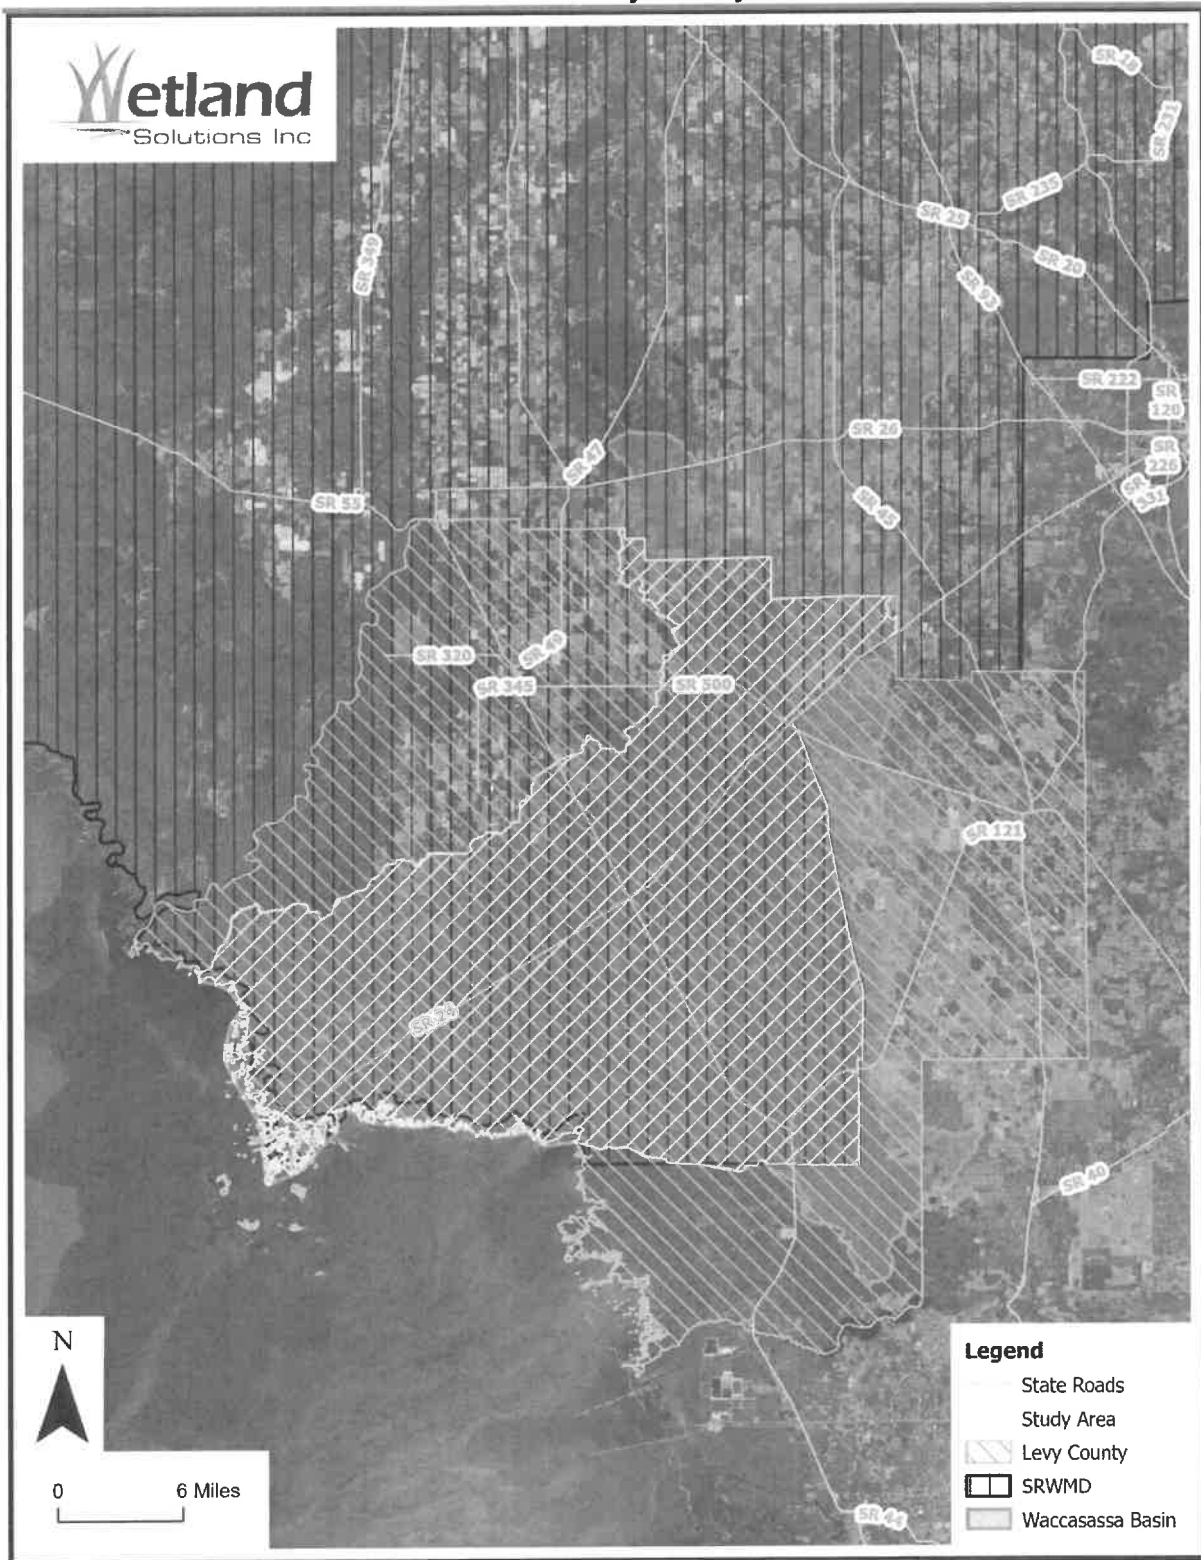 Wetland
Solutions Inc
SR 26
SR 231
SR 235
SR 25
SR 20
SR 93
SR 349
SR 222
SR
120
SR 26
SR 47
SR
226
SR
331
SR 55
SR 45
SR 49
SR 320
SR 345
SR 500
SR 121
SR 24
SR 40
SR 44
N
0 6 Miles
Legend
State Roads
Study Area
Levy County
SRWMD
Waccasassa Basin